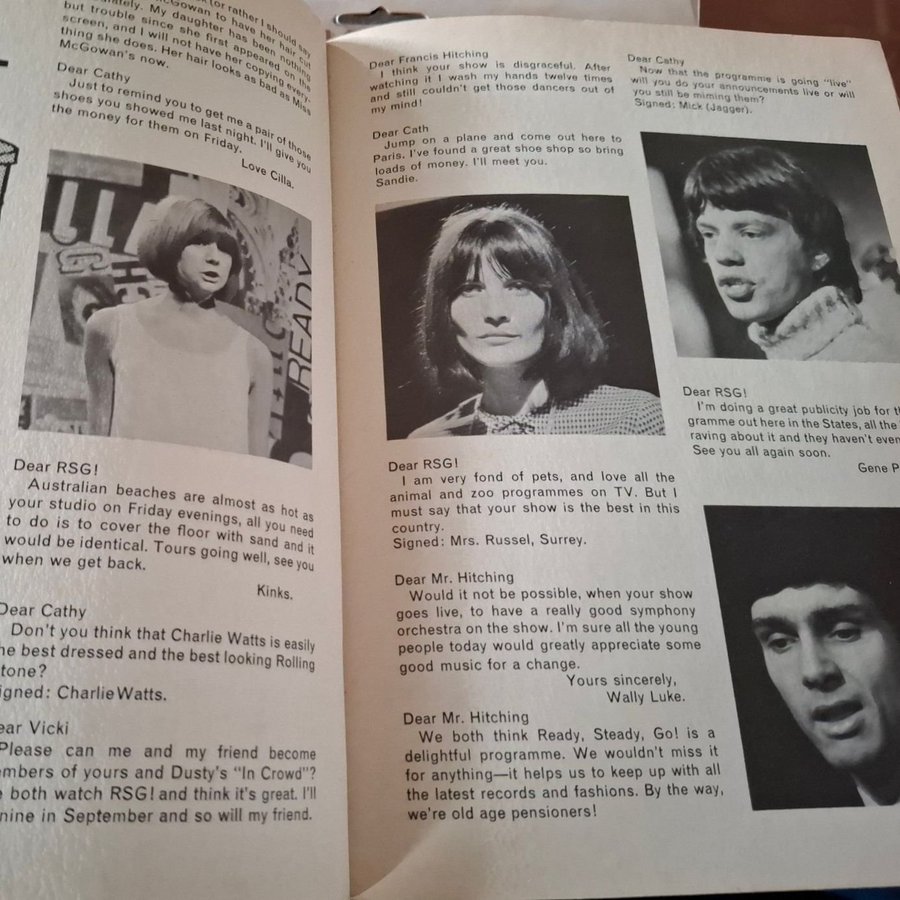 McGowan to have her hair cut
My daughter has been nothing
but trouble since she first appeared on the
screen, and I will not have her copying every-
thing she does. Her hair looks as bad as Miss
McGowan's now.
Dear Cathy
Just to remind you to get me a pair of those
shoes you showed me last night. I'll give you
the money for them on Friday.
Love Cilla.
READY
Dear RSG!
Australian beaches are almost as hot as
your studio on Friday evenings, all you need
to do is to cover the floor with sand and it
would be identical. Tours going well, see you
when we get back.
Kinks.
Dear Cathy
Don't you think that Charlie Watts is easily
he best dressed and the best looking Rolling
tone?
igned: Charlie Watts.
ear Vicki
Please can me and my friend become
mbers of yours and Dusty's "In Crowd"?
e both watch RSG! and think it's great. I'll
nine in September and so will my friend.
Dear Francis Hitching
I think your show is disgraceful. After
watching it I wash my hands twelve times
and still couldn't get those dancers out of
my mind!
Dear Cath
Jump on a plane and come out here to
Paris. I've found a great shoe shop so bring
loads of money. I'll meet you.
Sandie.
Dear RSG!
I am very fond of pets, and love all the
animal and zoo programmes on TV. But I
must say that your show is the best in this
country.
Signed: Mrs. Russel, Surrey.
Dear Mr. Hitching
Would it not be possible, when your show
goes live, to have a really good symphony
orchestra on the show. I'm sure all the young
people today would greatly appreciate some
good music for a change.
Yours sincerely,
Wally Luke.
Dear Mr. Hitching
We both think Ready, Steady, Go! is a
delightful programme. We wouldn't miss it
for anything—it helps us to keep up with all
the latest records and fashions. By the way,
we're old age pensioners!
Dear Cathy
Now that the programme is going "live"
will you do your announcements live or will
you still be miming them?
Signed: Mick (Jagger).
Dear RSG!
I'm doing a great publicity job for th
gramme out here in the States, all the
raving about it and they haven't even
See you all again soon.
Gene P